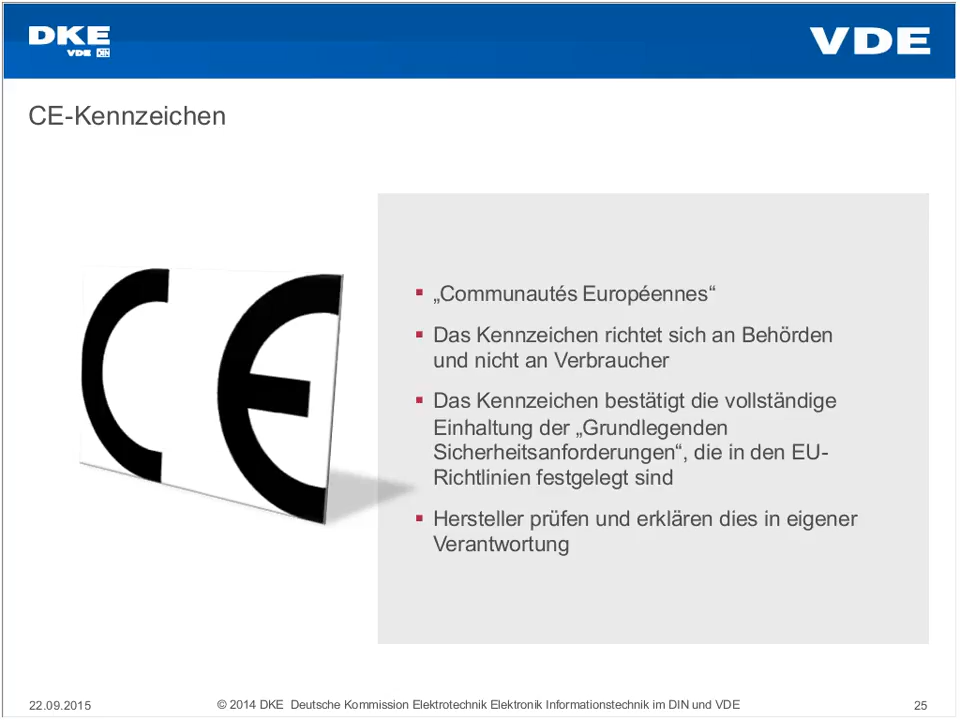 DKE
VDE DIN
VDE
CE-Kennzeichen
CE
„Communautés Européennes“
Das Kennzeichen richtet sich an Behörden
und nicht an Verbraucher
Das Kennzeichen bestätigt die vollständige
Einhaltung der „Grundlegenden
Sicherheitsanforderungen“, die in den EU-
Richtlinien festgelegt sind
Hersteller prüfen und erklären dies in eigener
Verantwortung
22.09.2015
© 2014 DKE Deutsche Kommission Elektrotechnik Elektronik Informationstechnik im DIN und VDE
25